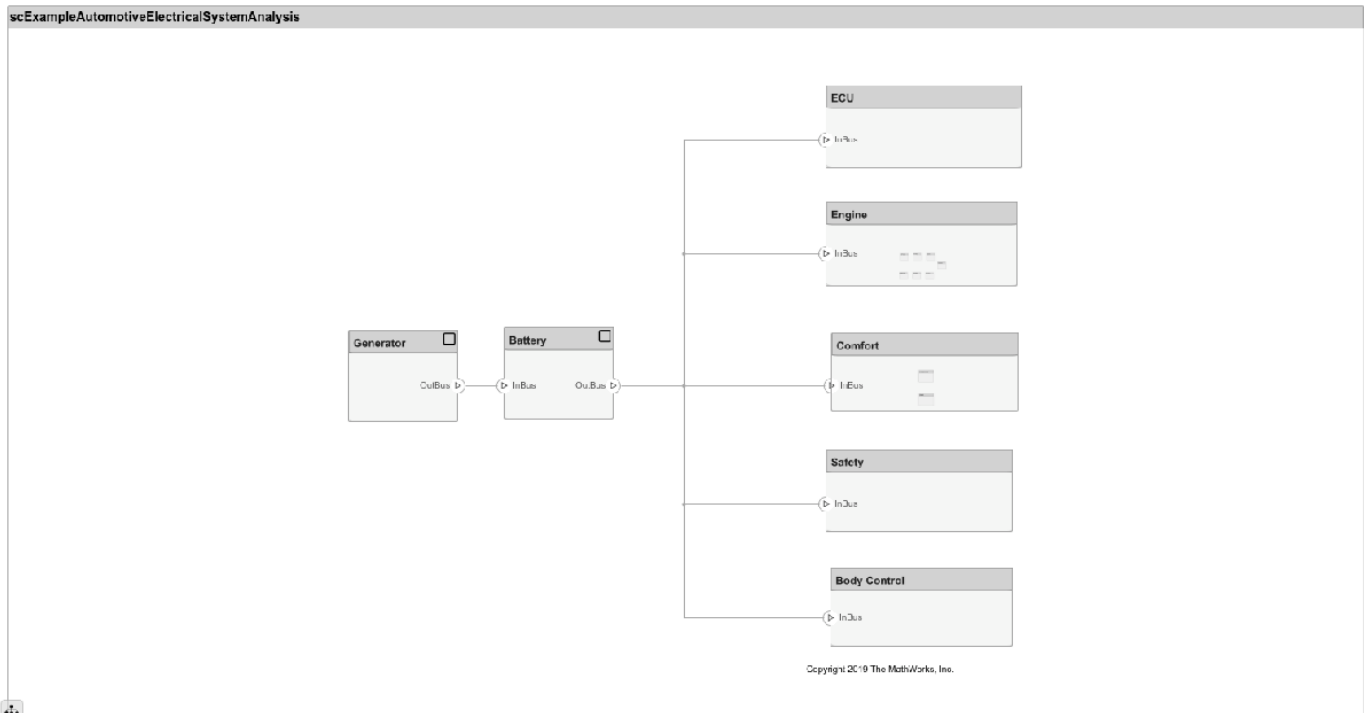 scExampleAutomotiveElectricalSystemAnalysis
ECU
InBus
Engine
InBus
Generator
OutBus
Battery
InBus
OutBus
Comfort
InBus
Safety
InBus
Body Control
InBus
Copyright 2019 The MathWorks, Inc.